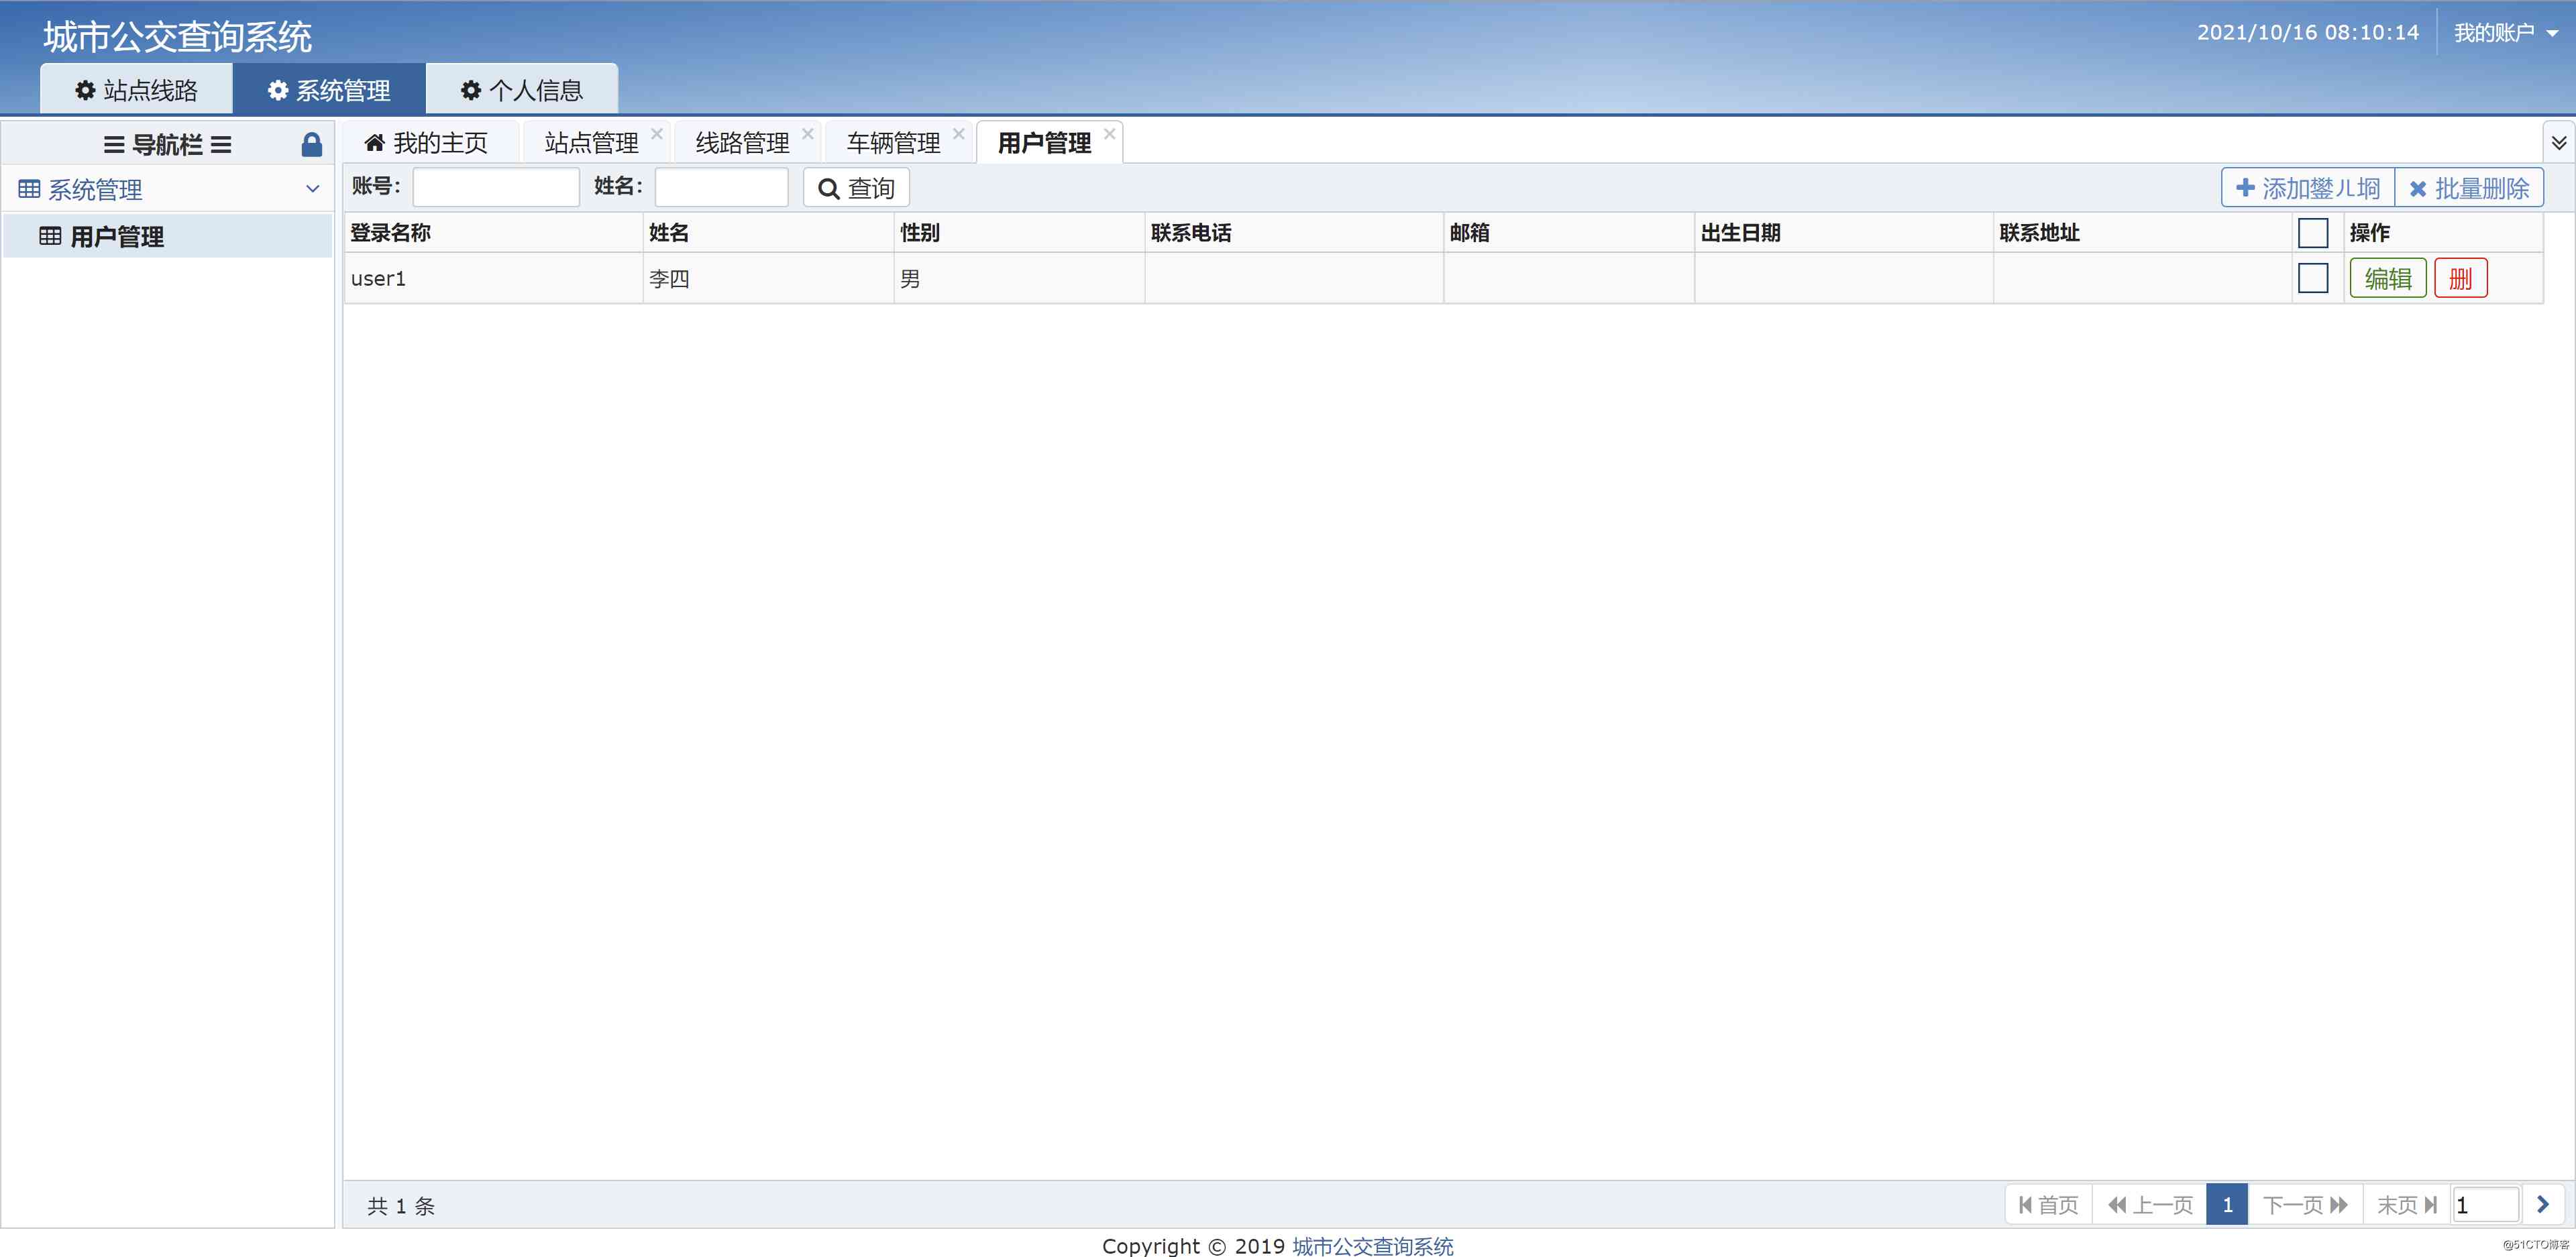 城市公交查询系统
2021/10/16 08:10:14 我的账户
站点线路 系统管理 个人信息
导航栏
我的主页 站点管理 线路管理 车辆管理 用户管理
系统管理
账号: 姓名: 查询 添加鐢ㄦ埛 批量删除
用户管理
登录名称 姓名 性别 联系电话 邮箱 出生日期 联系地址 操作
user1 李四 男 编辑 删
共 1 条
首页 上一页 1 下一页 末页 1
Copyright © 2019 城市公交查询系统
@51CTO博客